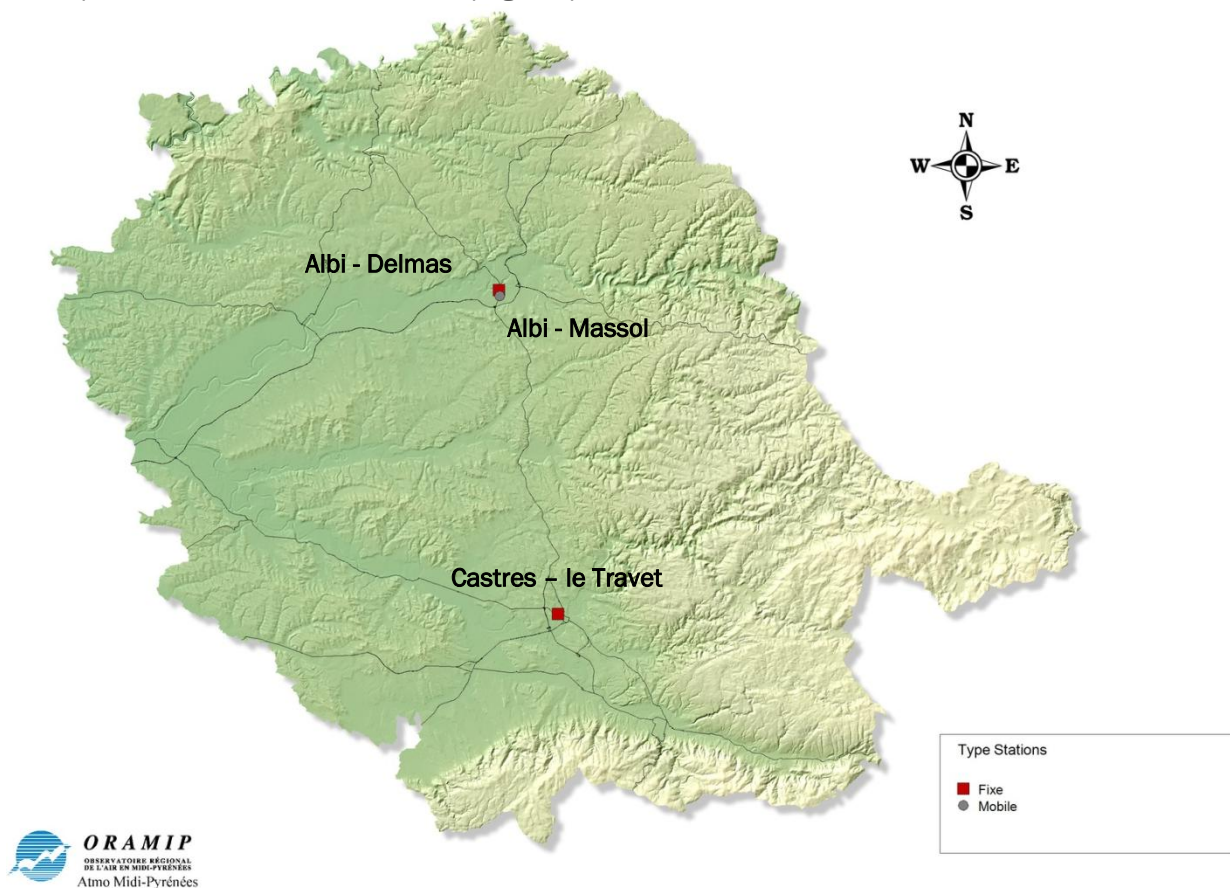 N
W E
S
Albi - Delmas
Albi - Massol
Castres – le Travet
Type Stations
Fixe
Mobile
ORAMIP
OBSERVATOIRE RÉGIONAL
DE L'AIR EN MIDI-PYRÉNÉES
Atmo Midi-Pyrénées